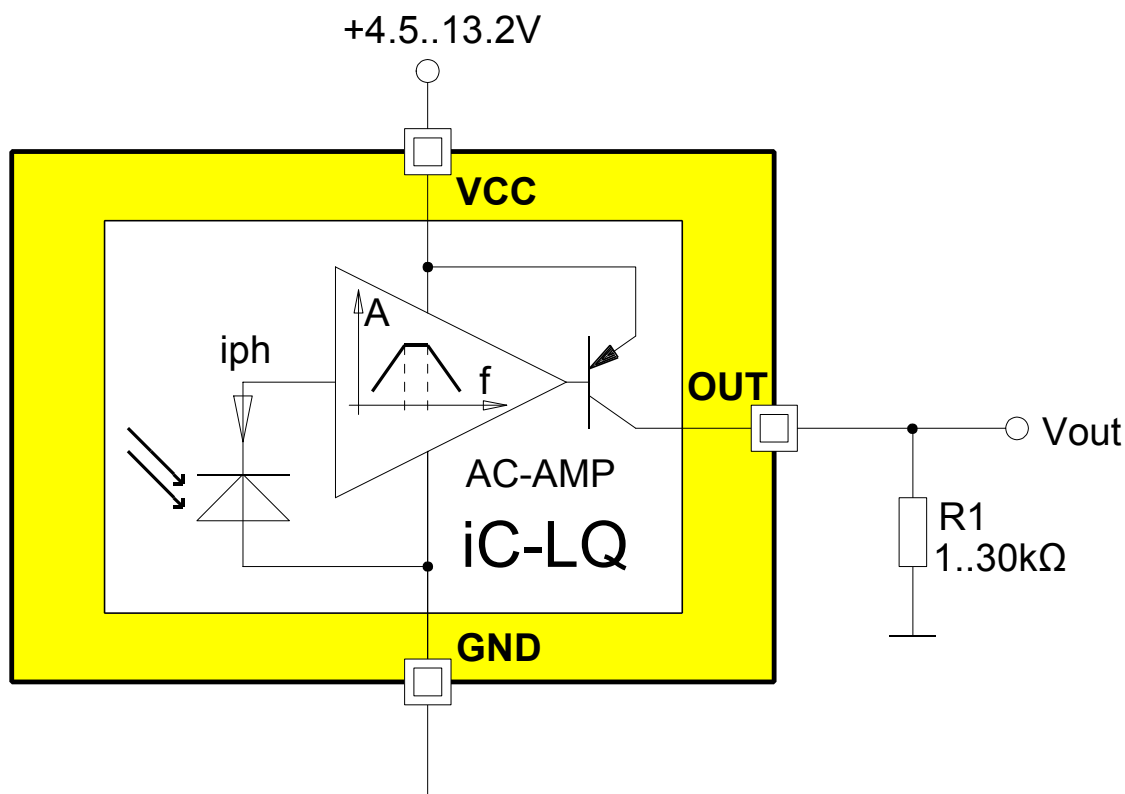 +4.5..13.2V
VCC
A
iph
f
OUT
Vout
AC-AMP
iC-LQ
R1
1..30kΩ
GND